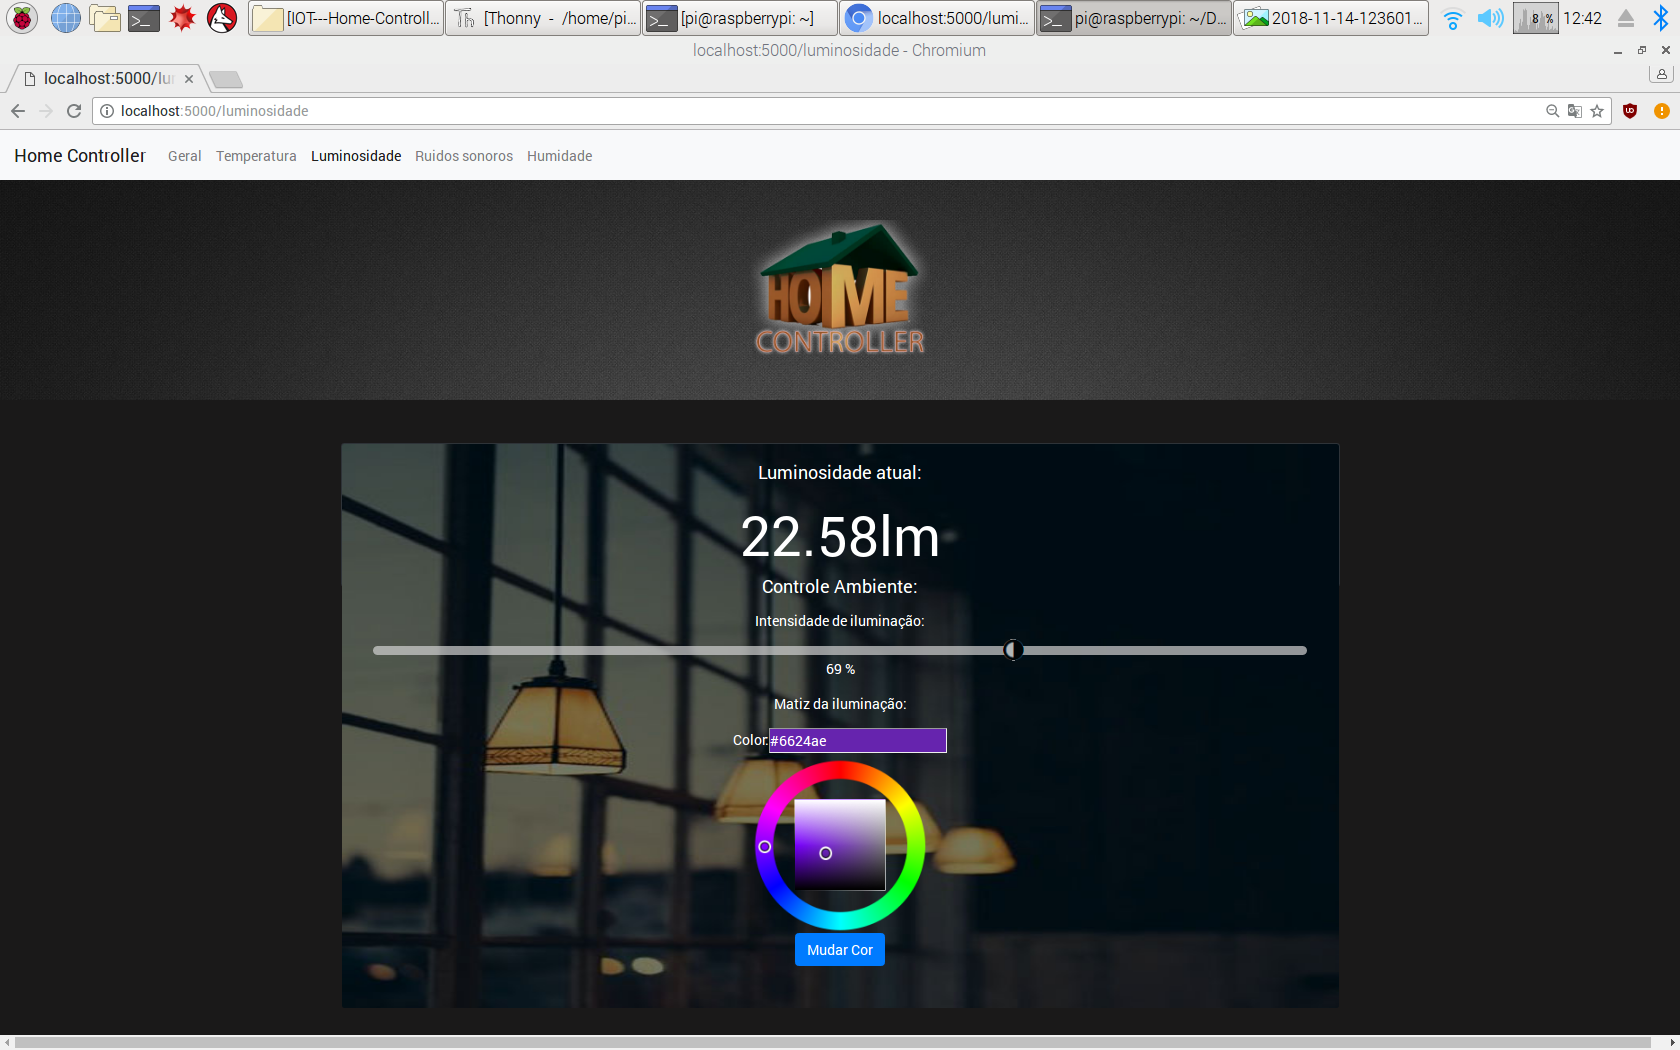 [IOT---Home-Controll... [Thonny - /home/pi... [pi@raspberrypi: ~] localhost:5000/lumi... pi@raspberrypi: ~/D... 2018-11-14-123601... 8 % 12:42
localhost:5000/luminosidade - Chromium
localhost:5000/lu
localhost:5000/luminosidade
Home Controller Geral Temperatura Luminosidade Ruidos sonoros Humidade
HOME
CONTROLLER
Luminosidade atual:
22.58lm
Controle Ambiente:
Intensidade de iluminação:
69 %
Matiz da iluminação:
Color:#6624ae
Mudar Cor